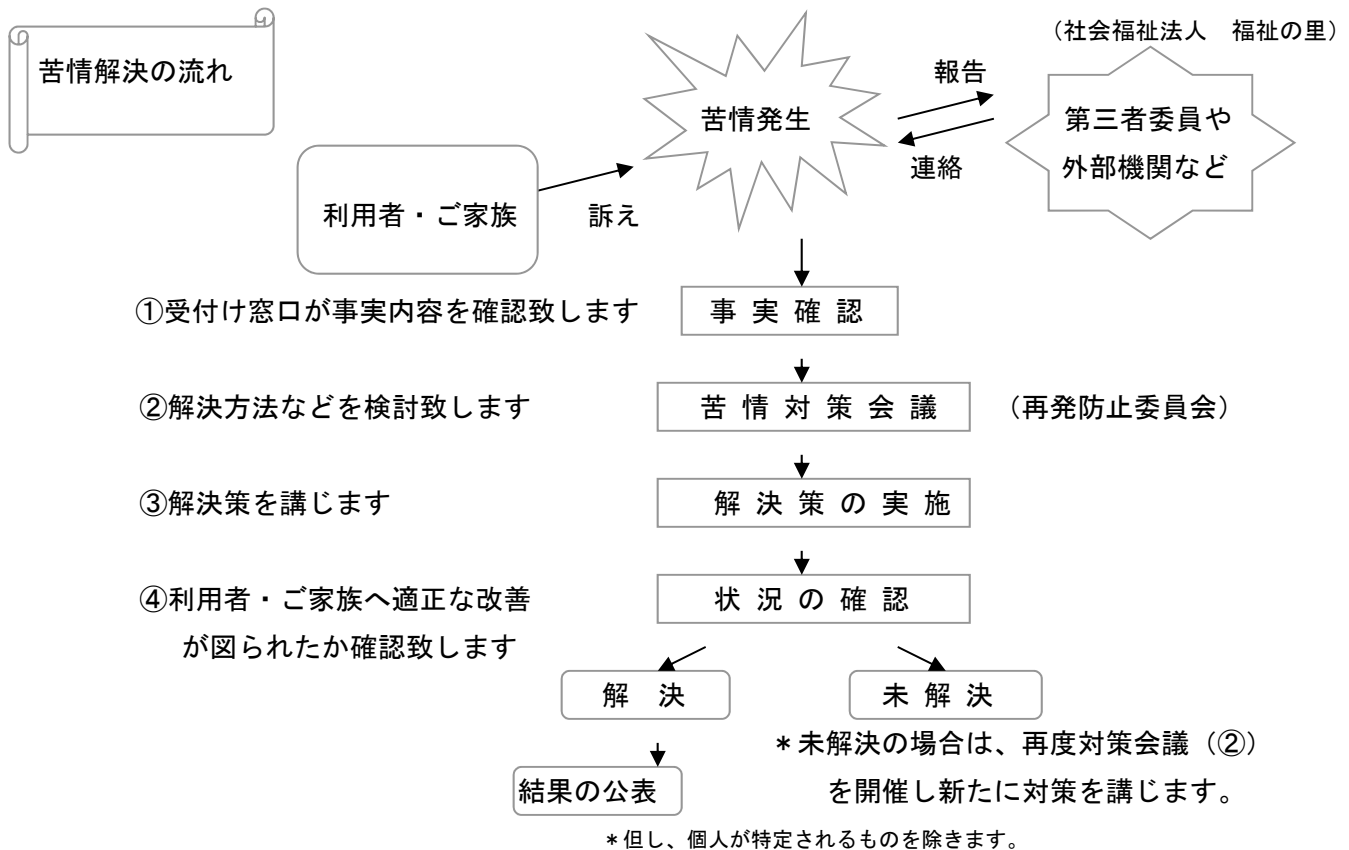 （社会福祉法人　福祉の里）
苦情解決の流れ
報告
苦情発生
第三者委員や
外部機関など
連絡
利用者・ご家族
訴え
①受付け窓口が事実内容を確認致します
事実確認
②解決方法などを検討致します
苦情対策会議
（再発防止委員会）
③解決策を講じます
解決策の実施
④利用者・ご家族へ適正な改善
が図られたか確認致します
状況の確認
解　決
未解決
＊未解決の場合は、再度対策会議（②）
を開催し新たに対策を講じます。
結果の公表
＊但し、個人が特定されるものを除きます。